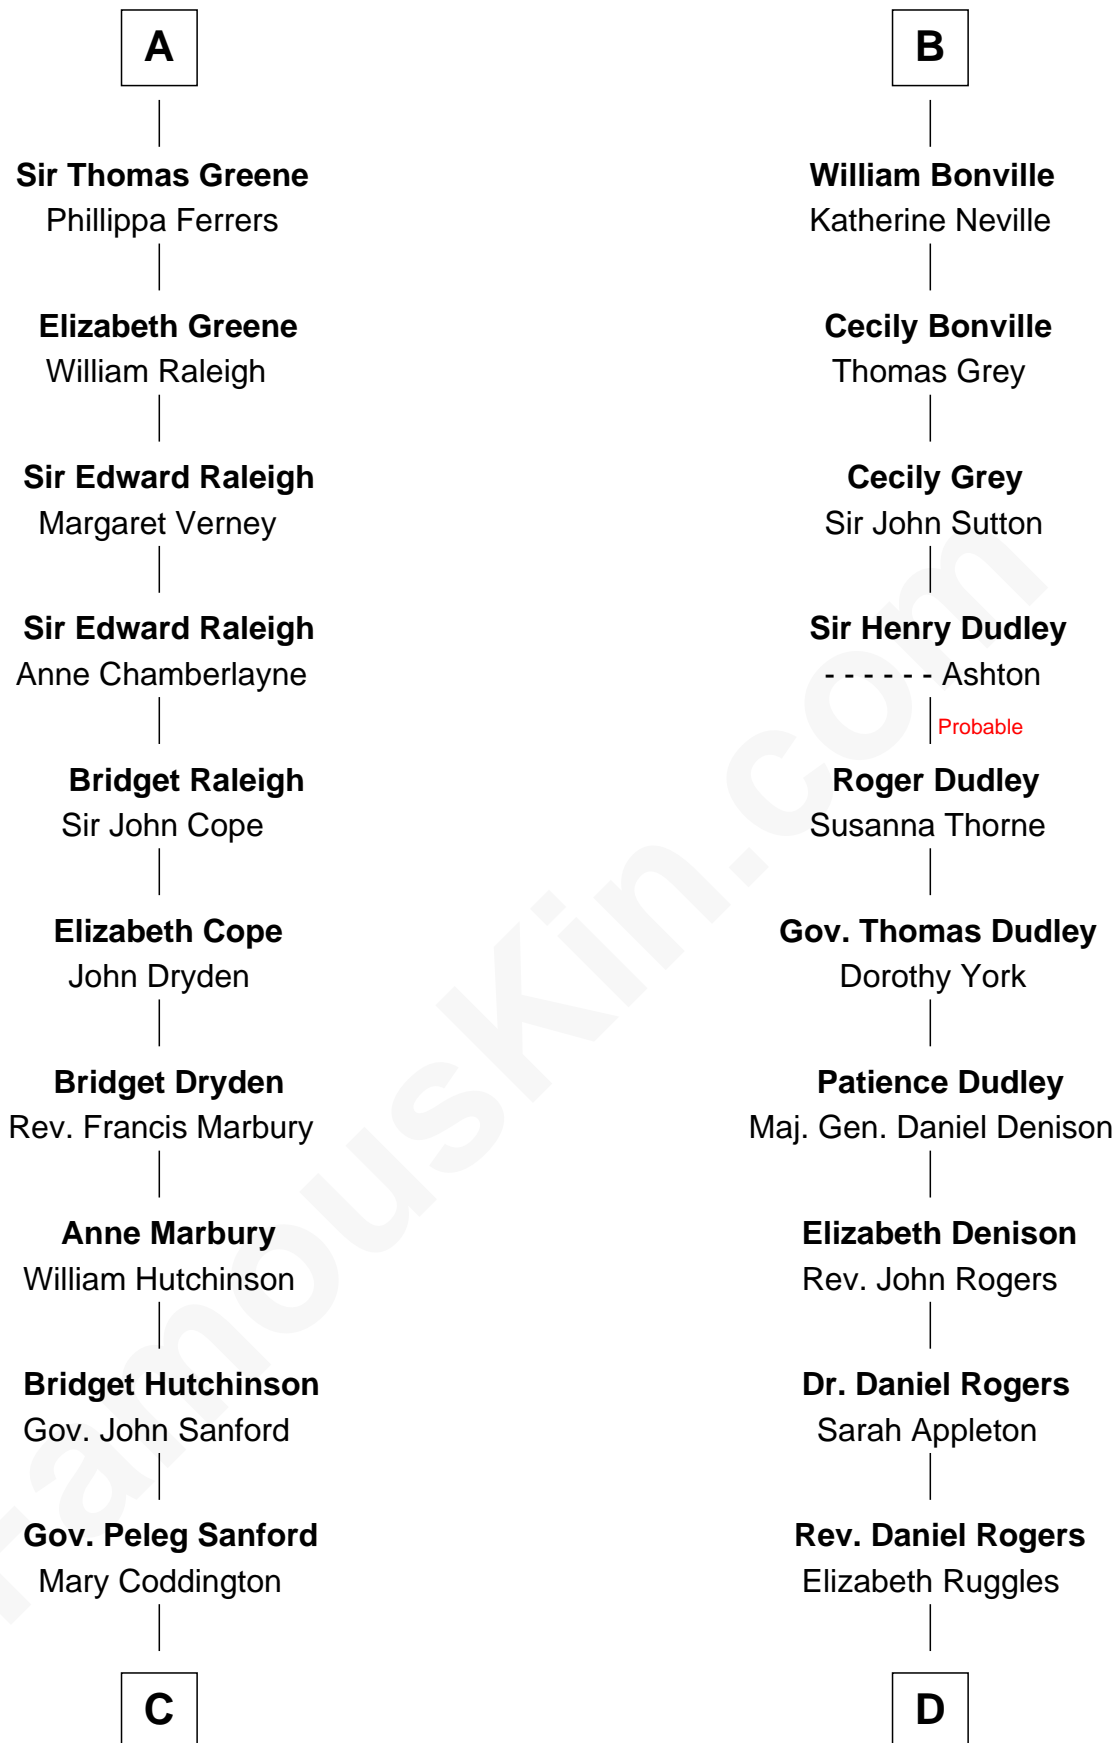 A
Sir Thomas Greene
Phillippa Ferrers
Elizabeth Greene
William Raleigh
Sir Edward Raleigh
Margaret Verney
Sir Edward Raleigh
Anne Chamberlayne
Bridget Raleigh
Sir John Cope
Elizabeth Cope
John Dryden
Bridget Dryden
Rev. Francis Marbury
Anne Marbury
William Hutchinson
Bridget Hutchinson
Gov. John Sanford
Gov. Peleg Sanford
Mary Coddington
C
B
William Bonville
Katherine Neville
Cecily Bonville
Thomas Grey
Cecily Grey
Sir John Sutton
Sir Henry Dudley
- - - - - - Ashton
Probable
Roger Dudley
Susanna Thorne
Gov. Thomas Dudley
Dorothy York
Patience Dudley
Maj. Gen. Daniel Denison
Elizabeth Denison
Rev. John Rogers
Dr. Daniel Rogers
Sarah Appleton
Rev. Daniel Rogers
Elizabeth Ruggles
D
FamousKin.com